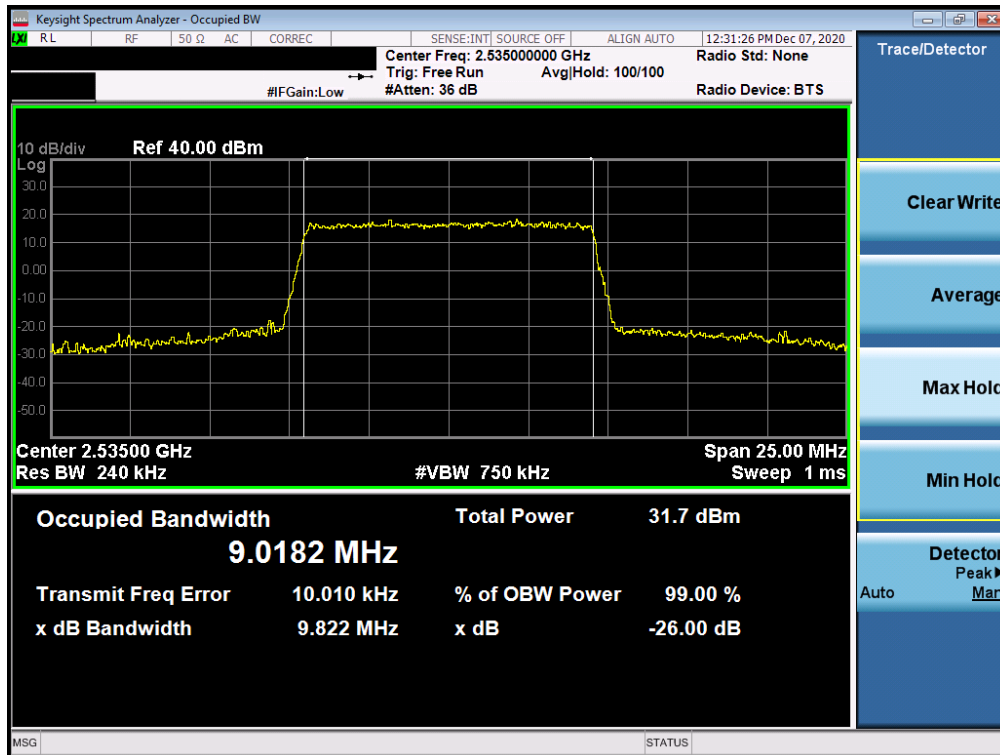 Keysight Spectrum Analyzer - Occupied BW
LXI RL RF 50 Ω AC CORREC SENSE:INT SOURCE OFF ALIGN AUTO 12:31:26 PM Dec 07, 2020
Center Freq: 2.535000000 GHz Radio Std: None
Trig: Free Run Avg|Hold: 100/100
#IFGain:Low #Atten: 36 dB Radio Device: BTS
Trace/Detector
10 dB/div Ref 40.00 dBm
Log
30.0
20.0
10.0
0.00
-10.0
-20.0
-30.0
-40.0
-50.0
Center 2.53500 GHz Span 25.00 MHz
Res BW 240 kHz #VBW 750 kHz Sweep 1 ms
Occupied Bandwidth Total Power 31.7 dBm
9.0182 MHz
Transmit Freq Error 10.010 kHz % of OBW Power 99.00 %
x dB Bandwidth 9.822 MHz x dB -26.00 dB
Clear Write
Average
Max Hold
Min Hold
Detector
Peak
Auto Man
MSG STATUS